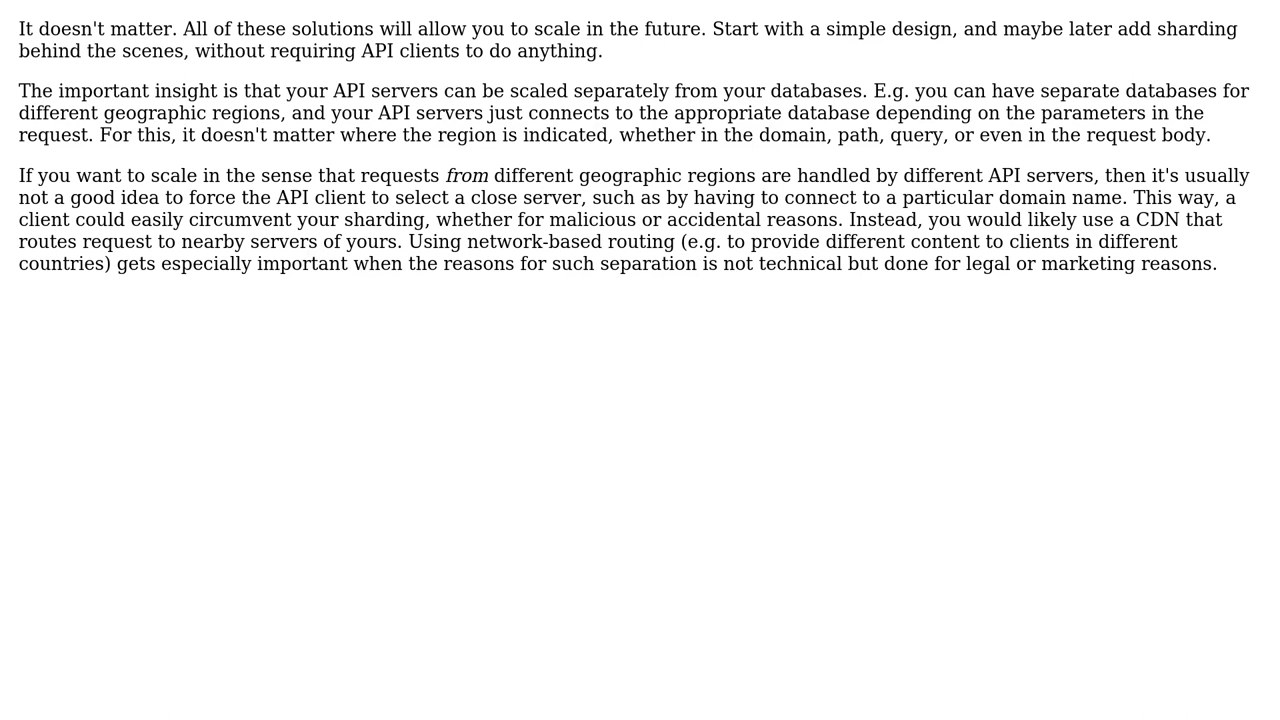 It doesn't matter. All of these solutions will allow you to scale in the future. Start with a simple design, and maybe later add sharding
behind the scenes, without requiring API clients to do anything.
The important insight is that your API servers can be scaled separately from your databases. E.g. you can have separate databases for
different geographic regions, and your API servers just connects to the appropriate database depending on the parameters in the
request. For this, it doesn't matter where the region is indicated, whether in the domain, path, query, or even in the request body.
If you want to scale in the sense that requests from different geographic regions are handled by different API servers, then it's usually
not a good idea to force the API client to select a close server, such as by having to connect to a particular domain name. This way, a
client could easily circumvent your sharding, whether for malicious or accidental reasons. Instead, you would likely use a CDN that
routes request to nearby servers of yours. Using network-based routing (e.g. to provide different content to clients in different
countries) gets especially important when the reasons for such separation is not technical but done for legal or marketing reasons.